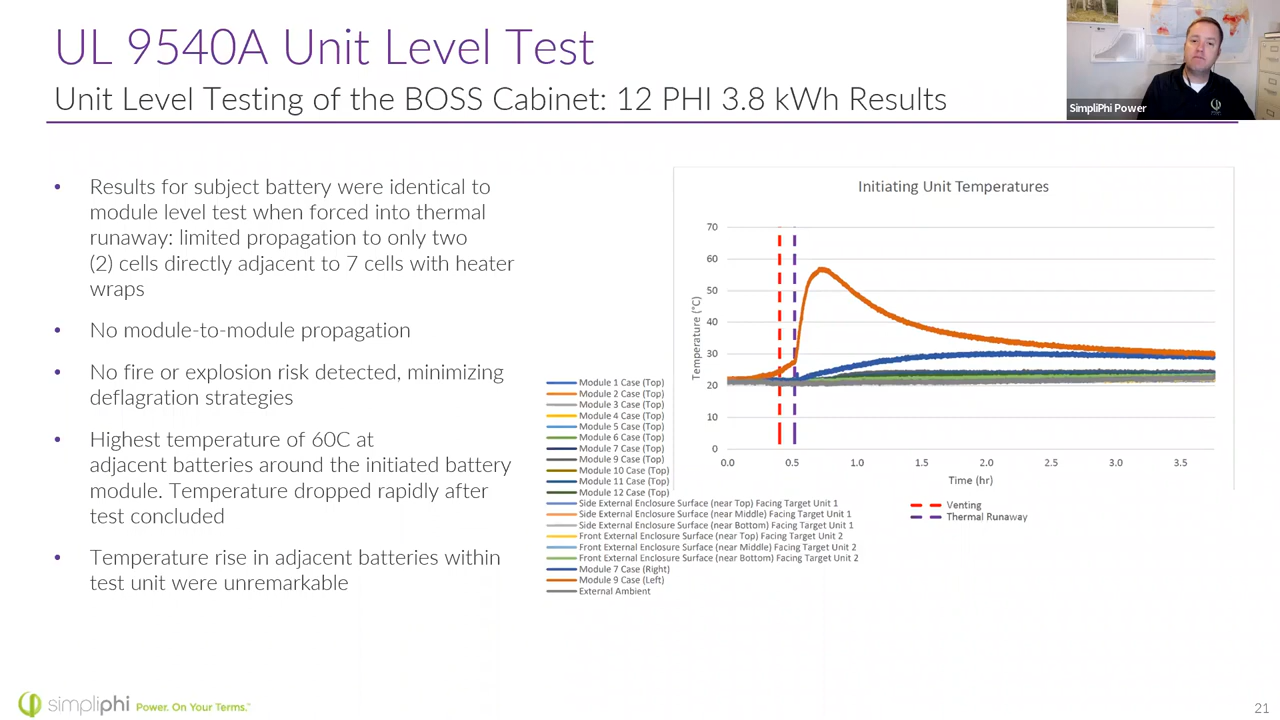 UL 9540A Unit Level Test
Unit Level Testing of the BOSS Cabinet: 12 PHI 3.8 kWh Results
SimpliPhi Power
• Results for subject battery were identical to
module level test when forced into thermal
runaway: limited propagation to only two
(2) cells directly adjacent to 7 cells with heater
wraps
• No module-to-module propagation
• No fire or explosion risk detected, minimizing
deflagration strategies
• Highest temperature of 60C at
adjacent batteries around the initiated battery
module. Temperature dropped rapidly after
test concluded
• Temperature rise in adjacent batteries within
test unit were unremarkable
Initiating Unit Temperatures
Temperature (°C)
70
60
50
40
30
20
10
0
0.0 0.5 1.0 1.5 2.0 2.5 3.0 3.5
Time (hr)
Venting
Thermal Runaway
Module 1 Case (Top)
Module 2 Case (Top)
Module 3 Case (Top)
Module 4 Case (Top)
Module 5 Case (Top)
Module 6 Case (Top)
Module 7 Case (Top)
Module 9 Case (Top)
Module 10 Case (Top)
Module 11 Case (Top)
Module 12 Case (Top)
Side External Enclosure Surface (near Top) Facing Target Unit 1
Side External Enclosure Surface (near Middle) Facing Target Unit 1
Side External Enclosure Surface (near Bottom) Facing Target Unit 1
Front External Enclosure Surface (near Top) Facing Target Unit 2
Front External Enclosure Surface (near Middle) Facing Target Unit 2
Front External Enclosure Surface (near Bottom) Facing Target Unit 2
Module 7 Case (Right)
Module 9 Case (Left)
External Ambient
simpliphi Power. On Your Terms.™
21